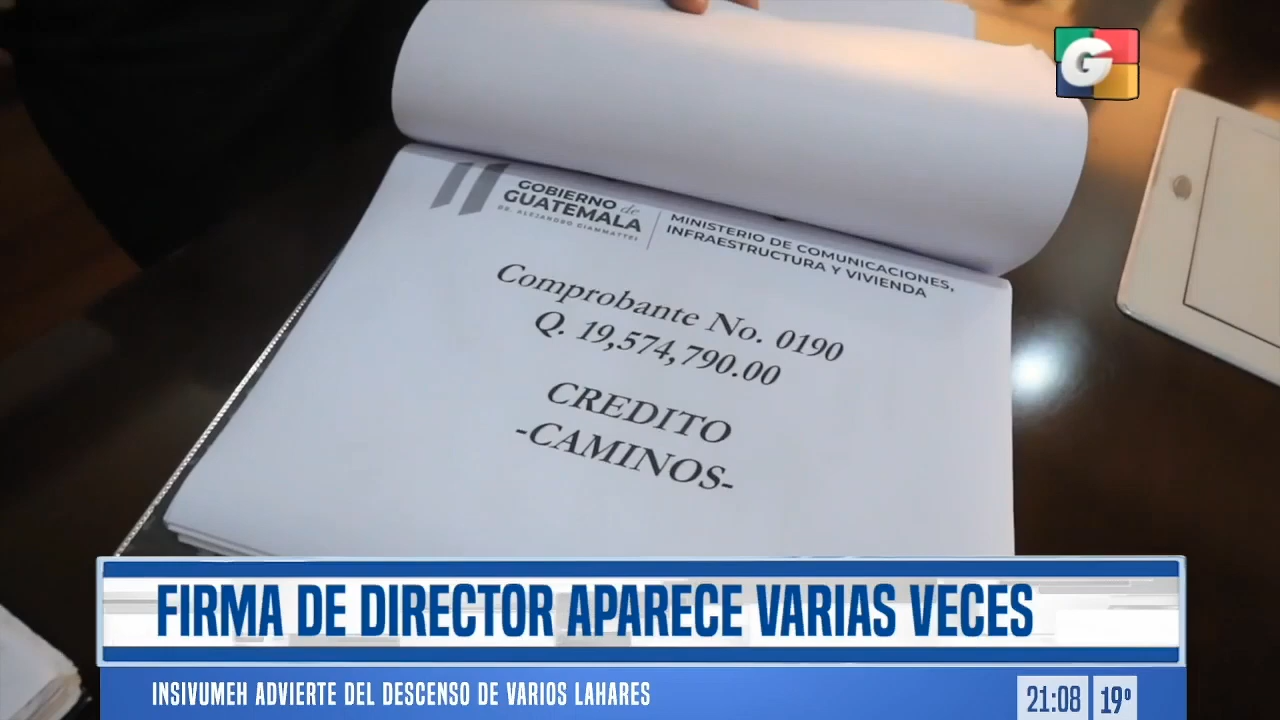 G
GOBIERNO de
GUATEMALA
DR. ALEJANDRO GIAMMATTEI
MINISTERIO DE COMUNICACIONES,
INFRAESTRUCTURA Y VIVIENDA
Comprobante No. 0190
Q. 19,574,790.00
CREDITO
-CAMINOS-
FIRMA DE DIRECTOR APARECE VARIAS VECES
INSIVUMEH ADVIERTE DEL DESCENSO DE VARIOS LAHARES
21:08 19º